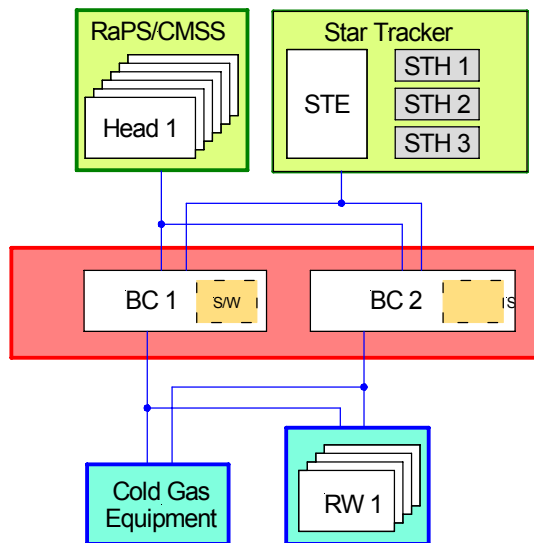 RaPS/CMSS
Head 1
Star Tracker
STE
STH 1
STH 2
STH 3
BC 1
S/W
BC 2
Cold Gas
Equipment
RW 1